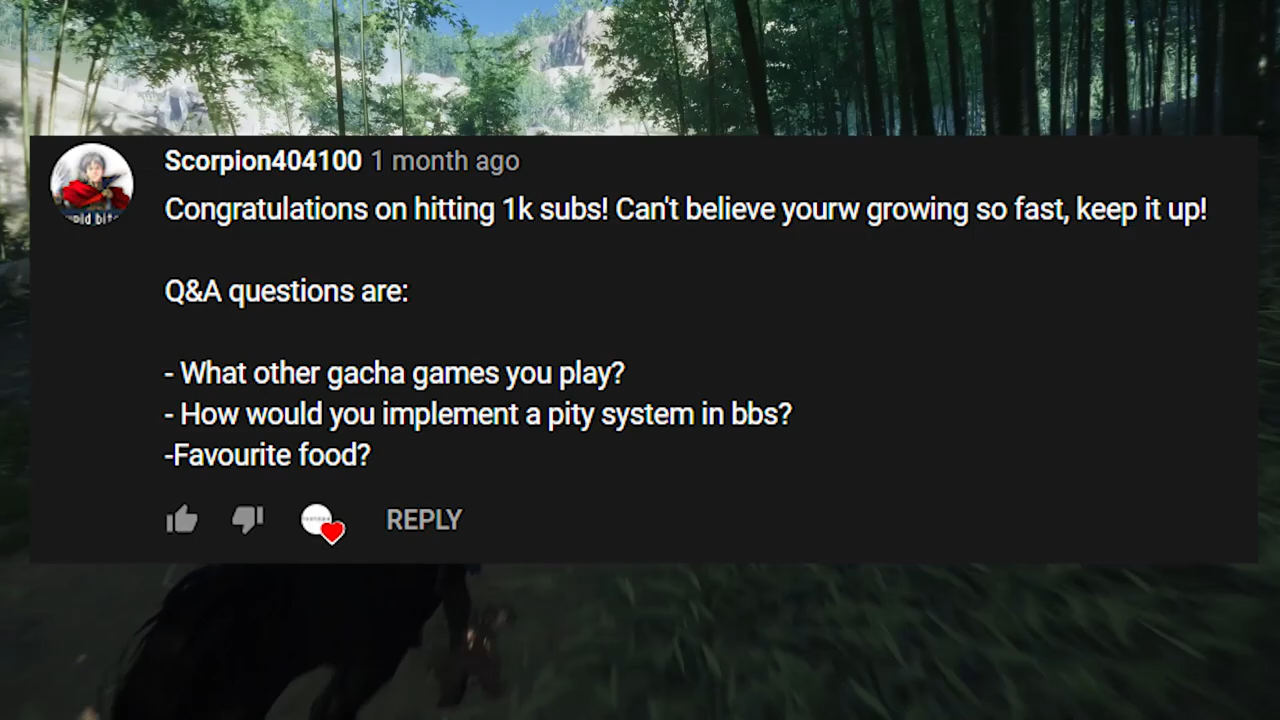 Scorpion404100 1 month ago
Congratulations on hitting 1k subs! Can't believe yourw growing so fast, keep it up!
Q&A questions are:
- What other gacha games you play?
- How would you implement a pity system in bbs?
-Favourite food?
REPLY